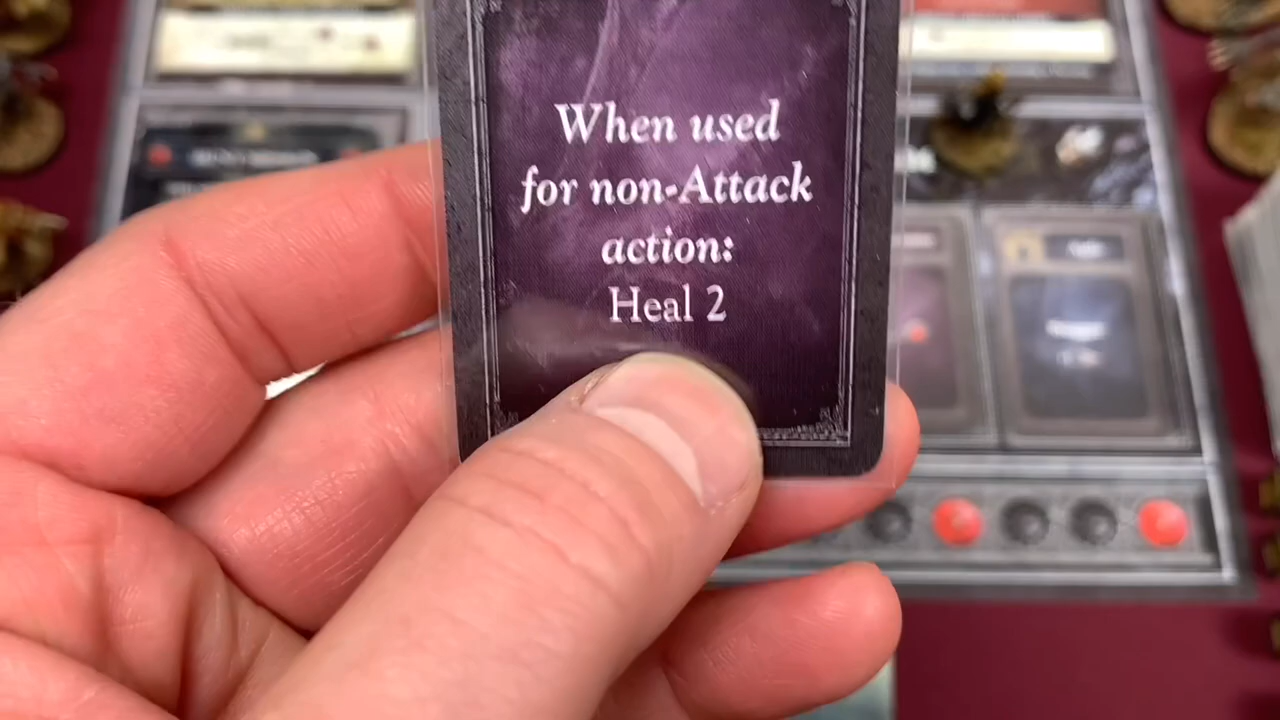 When used
for non-Attack
action:
Heal 2